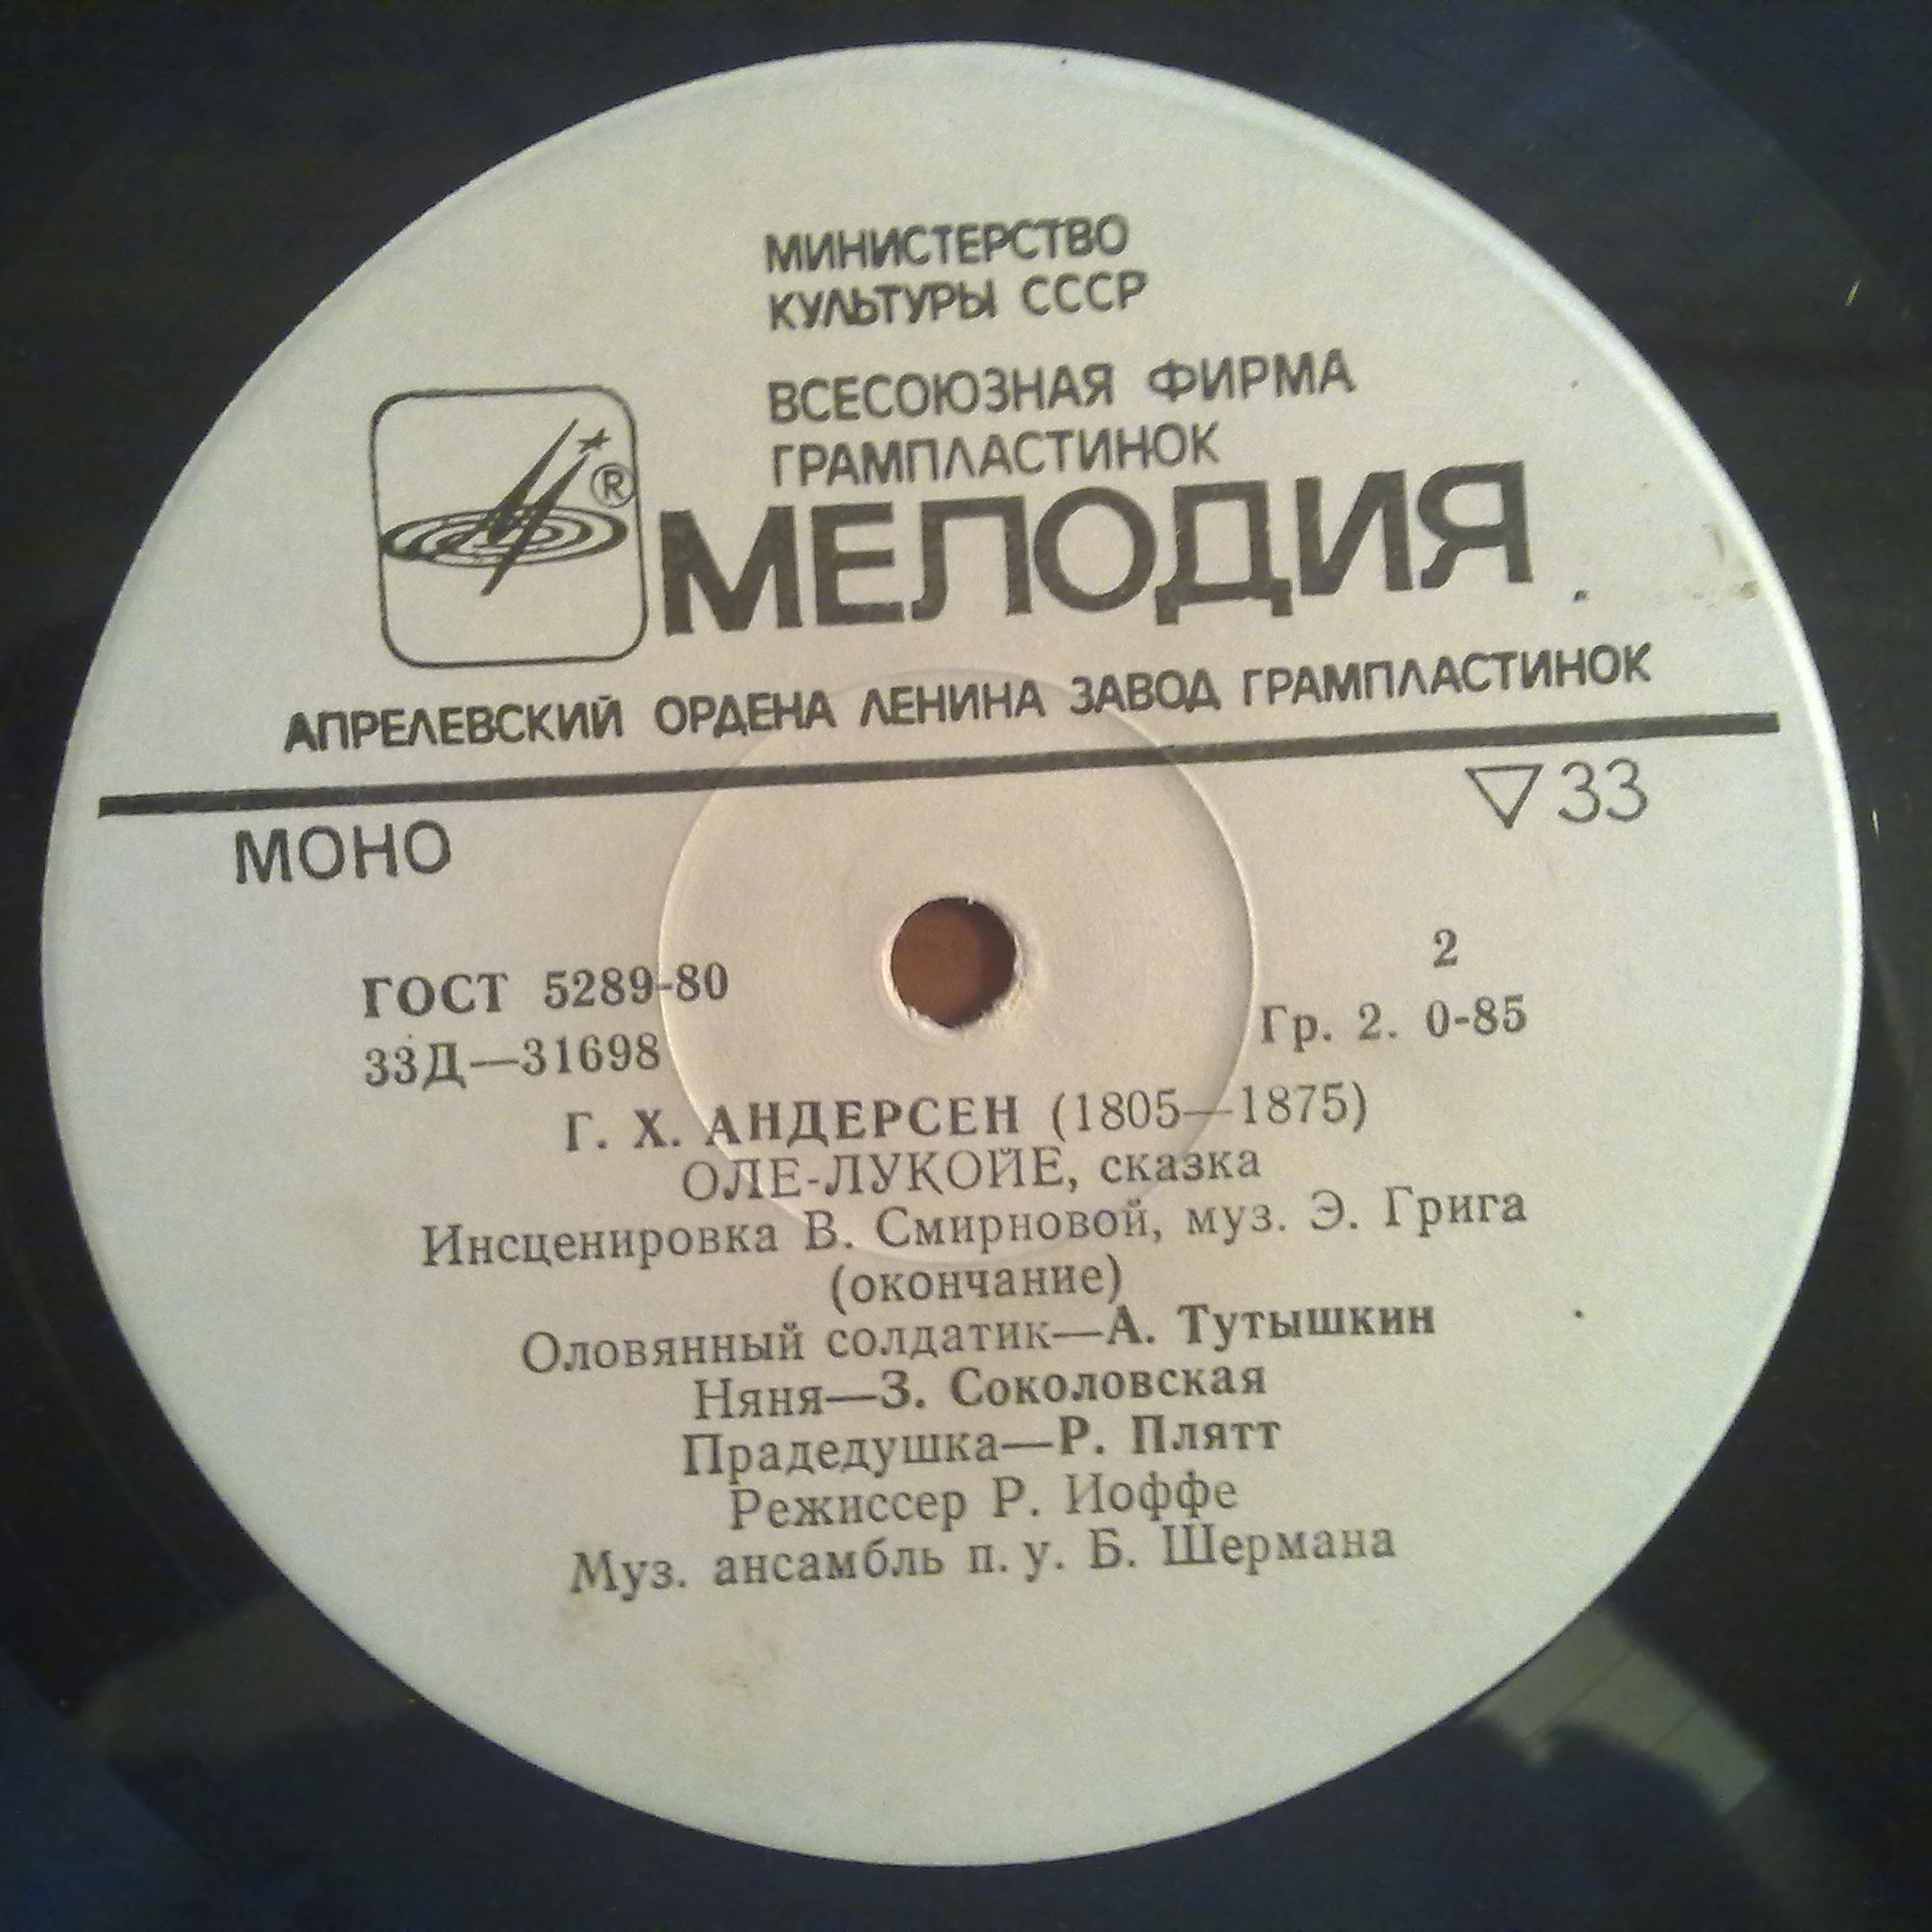 МИНИСТЕРСТВО
КУЛЬТУРЫ СССР
ВСЕСОЮЗНАЯ ФИРМА
ГРАМПЛАСТИНОК
®
МЕЛОДИЯ
АПРЕЛЕВСКИЙ ОРДЕНА ЛЕНИНА ЗАВОД ГРАМПЛАСТИНОК
МОНО ▽33
ГОСТ 5289-80 2
33Д—31698 Гр. 2. 0-85
Г. Х. АНДЕРСЕН (1805—1875)
ОЛЕ-ЛУКОЙЕ, сказка
Инсценировка В. Смирновой, муз. Э. Грига
(окончание)
Оловянный солдатик—А. Тутышкин
Няня—З. Соколовская
Прадедушка—Р. Плятт
Режиссер Р. Иоффе
Муз. ансамбль п. у. Б. Шермана